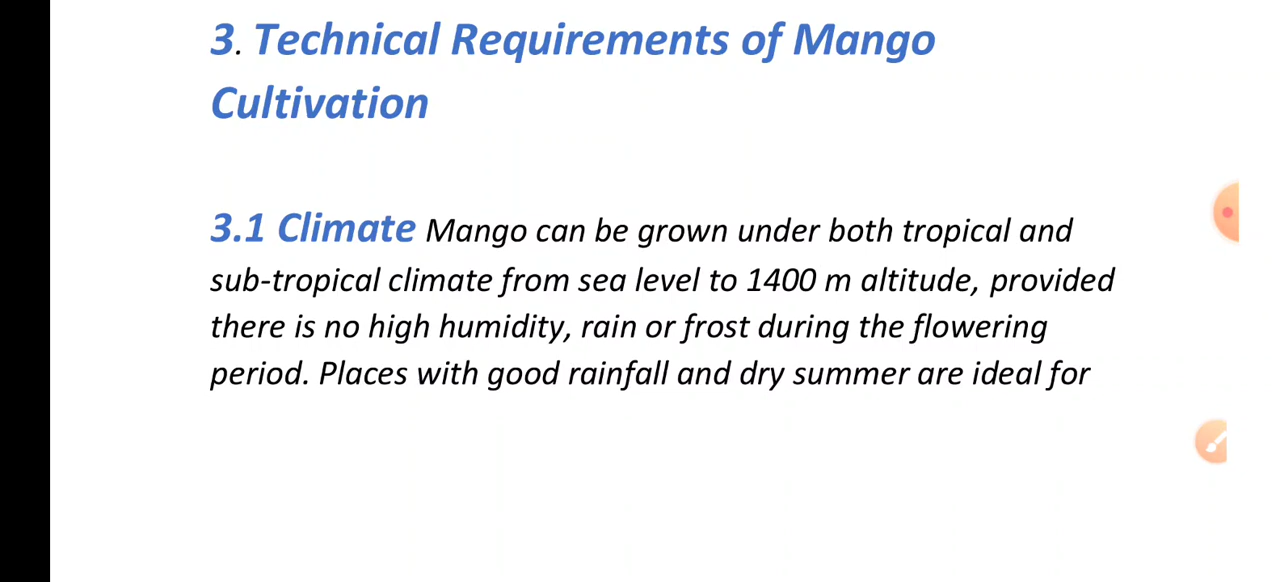 3. Technical Requirements of Mango
Cultivation
3.1 Climate Mango can be grown under both tropical and
sub-tropical climate from sea level to 1400 m altitude, provided
there is no high humidity, rain or frost during the flowering
period. Places with good rainfall and dry summer are ideal for